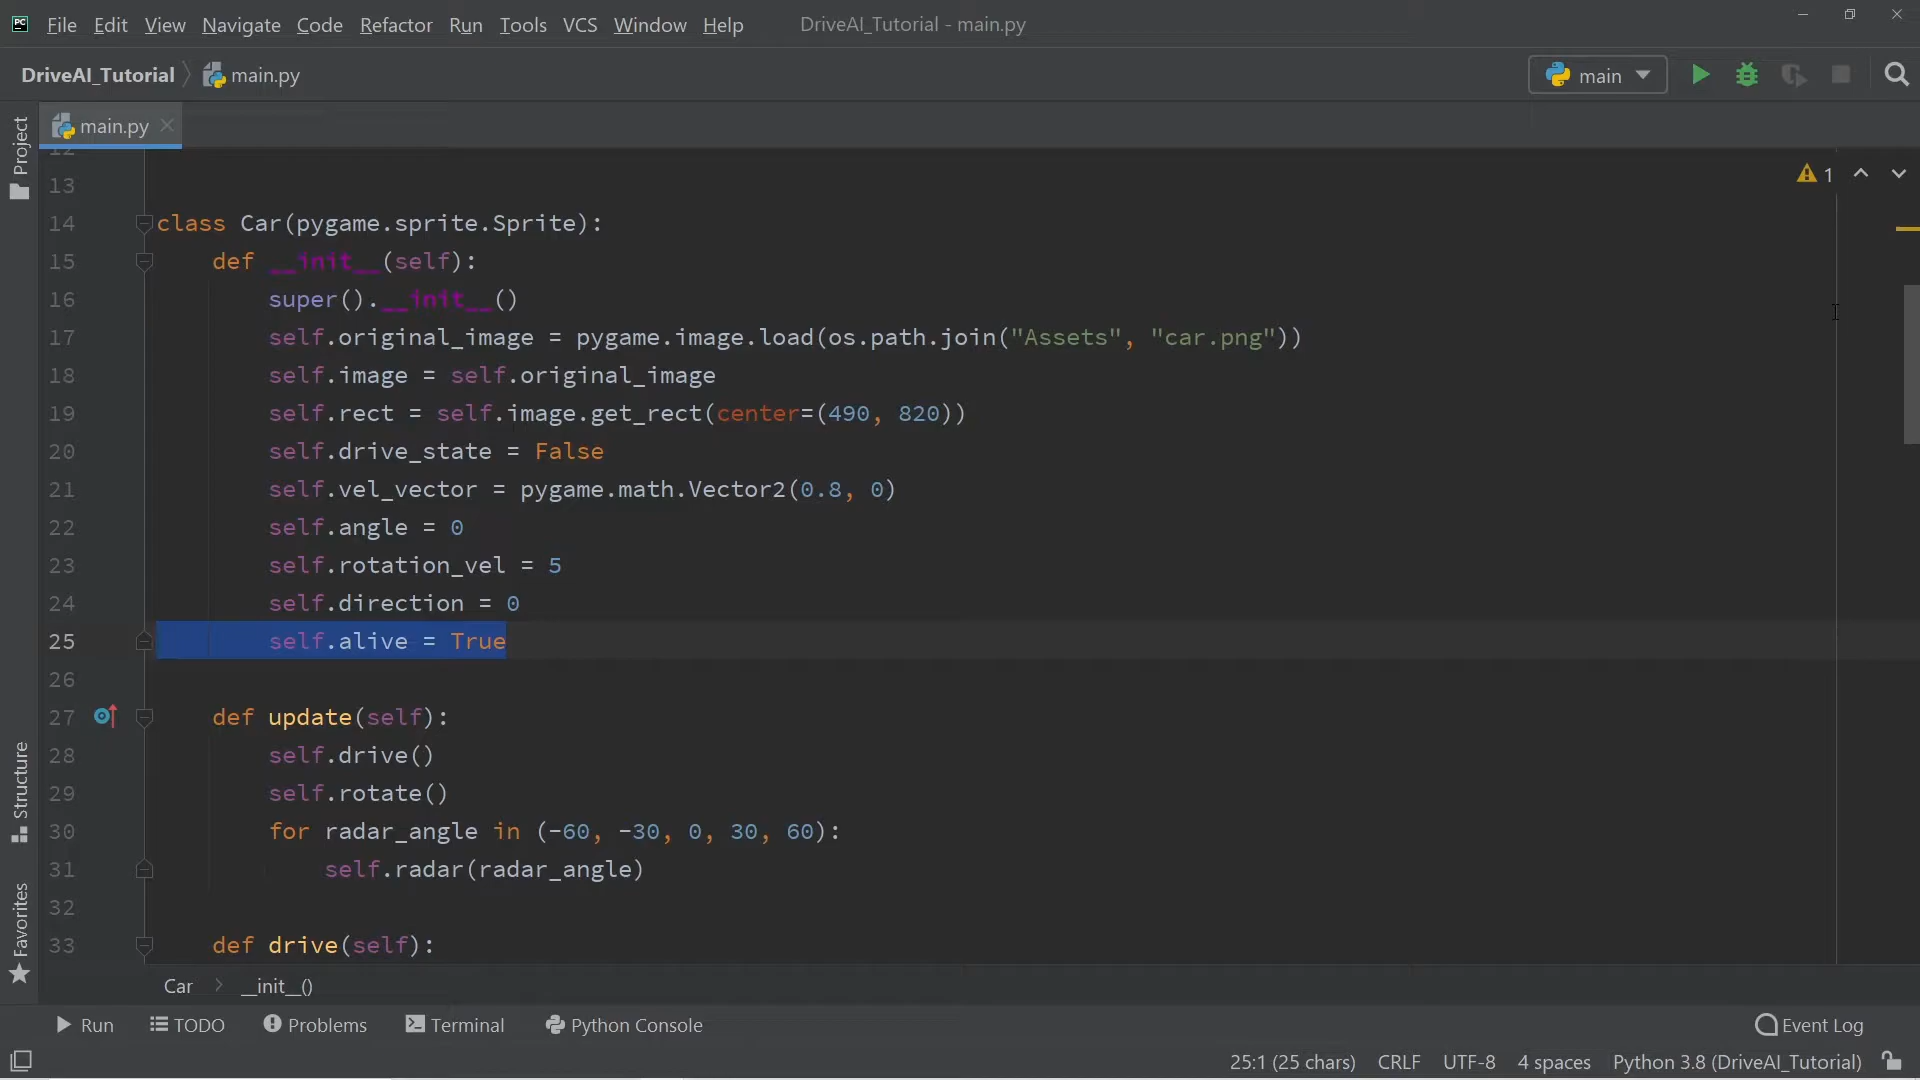 PC File Edit View Navigate Code Refactor Run Tools VCS Window Help DriveAI_Tutorial - main.py
DriveAI_Tutorial main.py main
Project
main.py
12
1
13
14 class Car(pygame.sprite.Sprite):
15 def __init__(self):
16 super().__init__()
17 self.original_image = pygame.image.load(os.path.join("Assets", "car.png"))
18 self.image = self.original_image
19 self.rect = self.image.get_rect(center=(490, 820))
20 self.drive_state = False
21 self.vel_vector = pygame.math.Vector2(0.8, 0)
22 self.angle = 0
23 self.rotation_vel = 5
24 self.direction = 0
25 self.alive = True
26
27 def update(self):
28 self.drive()
29 self.rotate()
30 for radar_angle in (-60, -30, 0, 30, 60):
31 self.radar(radar_angle)
32
33 def drive(self):
Structure
Favorites
Car __init__()
Run TODO Problems Terminal Python Console Event Log
25:1 (25 chars) CRLF UTF-8 4 spaces Python 3.8 (DriveAI_Tutorial)